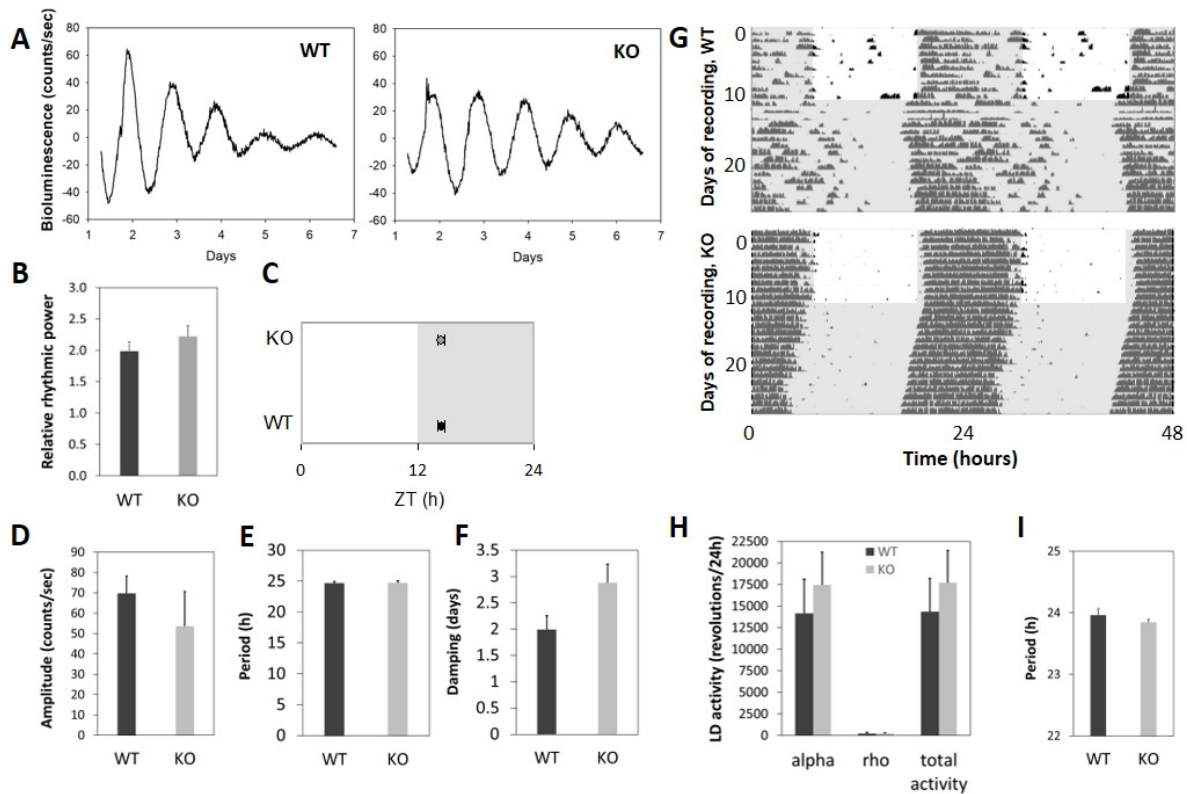 A
Bioluminescence (counts/sec)
80
60
40
20
0
-20
-40
-60
WT
1 2 3 4 5 6 7
Days
80
60
40
20
0
-20
-40
-60
KO
1 2 3 4 5 6 7
Days
B
Relative rhythmic power
3.0
2.5
2.0
1.5
1.0
0.5
0.0
WT KO
C
KO
WT
0 12 24
ZT (h)
D
Amplitude (counts/sec)
90
80
70
60
50
40
30
20
10
0
WT KO
E
Period (h)
30
25
20
15
10
5
0
WT KO
F
Damping (days)
3.5
3
2.5
2
1.5
1
0.5
0
WT KO
G
Days of recording, WT
0
10
20
Days of recording, KO
0
10
20
0 24 48
Time (hours)
H
LD activity (revolutions/24h)
22500
20000
17500
15000
12500
10000
7500
5000
2500
0
WT
KO
alpha rho total
activity
I
Period (h)
25
24
23
22
WT KO